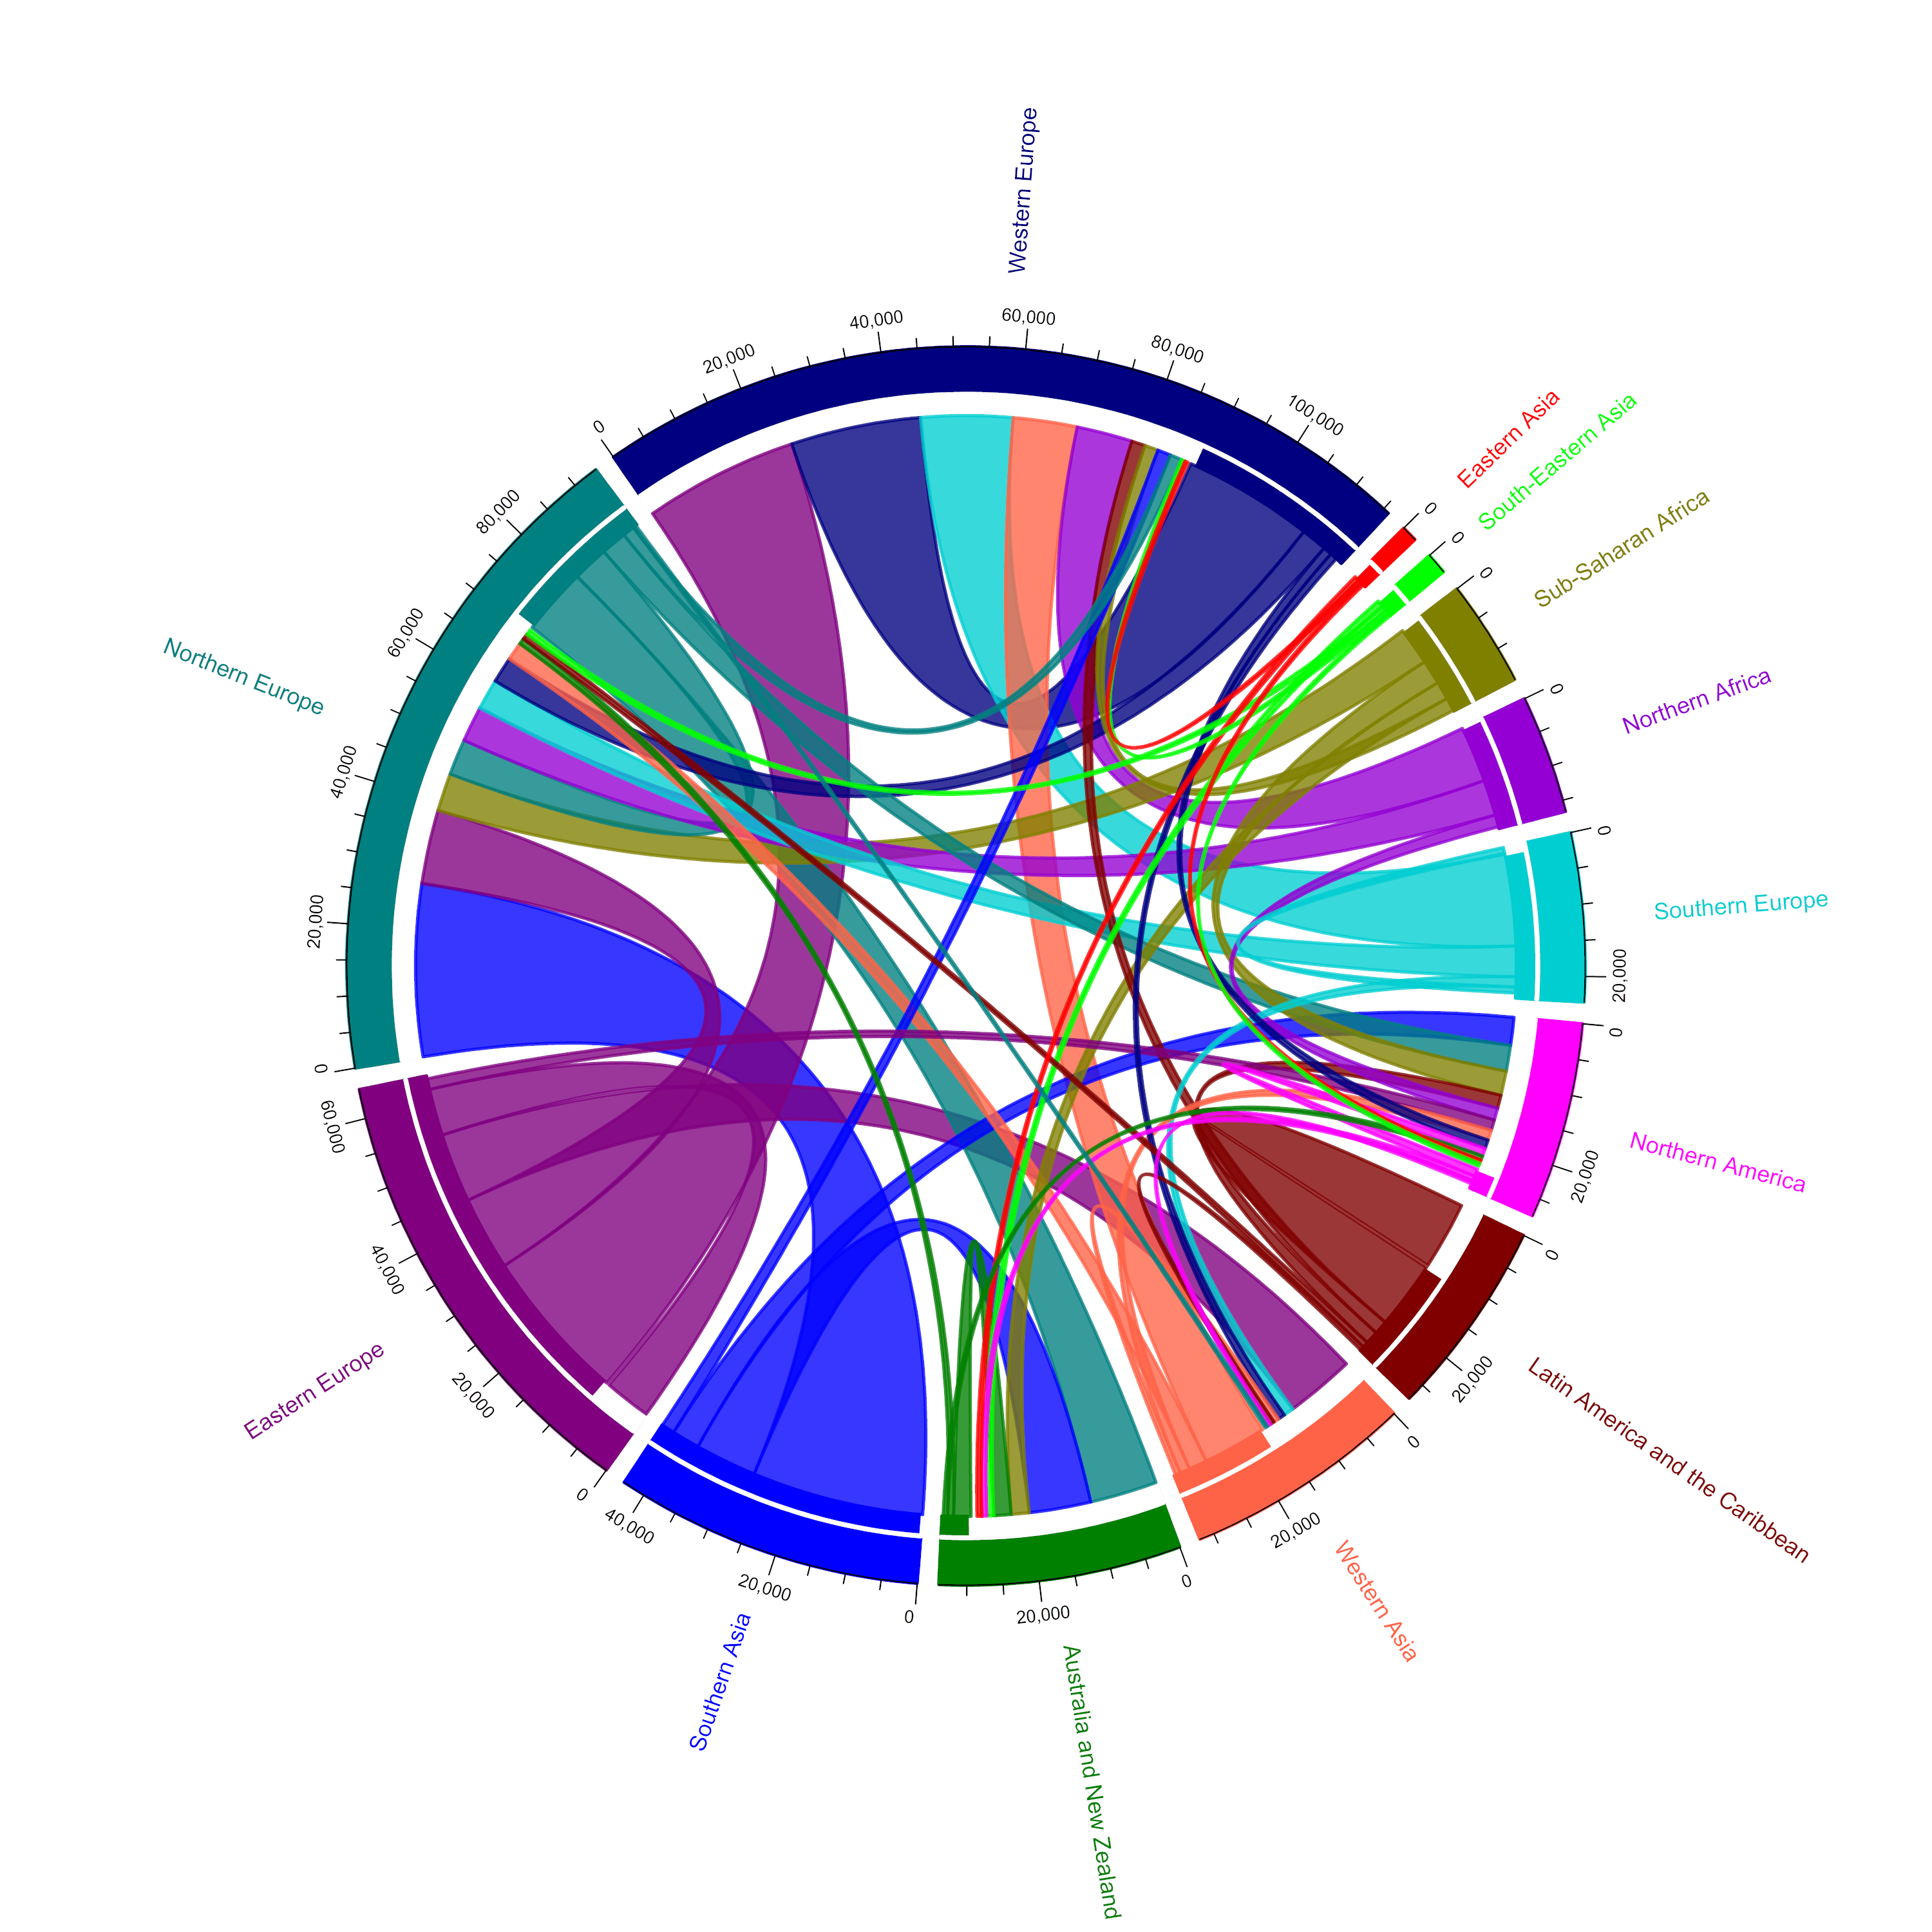 Western Europe
0
20,000
40,000
60,000
80,000
100,000
Eastern Asia
0
South-Eastern Asia
0
Sub-Saharan Africa
0
Northern Africa
0
Southern Europe
0
20,000
Northern America
0
20,000
Latin America and the Caribbean
0
20,000
Western Asia
0
20,000
Australia and New Zealand
0
20,000
Southern Asia
0
20,000
40,000
Eastern Europe
0
20,000
40,000
60,000
Northern Europe
0
20,000
40,000
60,000
80,000